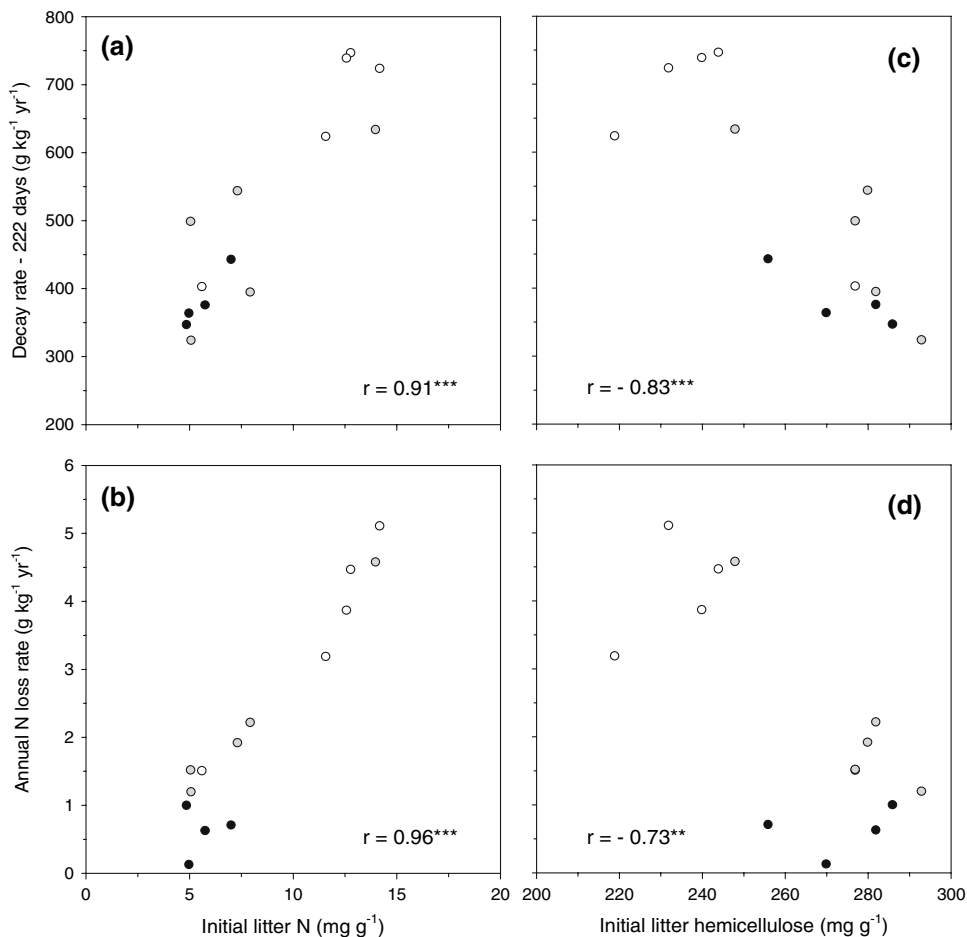 800
700
600
500
400
300
200
Decay rate - 222 days (g kg⁻¹ yr⁻¹)
(a)
r = 0.91***
(c)
r = - 0.83***
6
5
4
3
2
1
0
Annual N loss rate (g kg⁻¹ yr⁻¹)
(b)
r = 0.96***
0 5 10 15 20
Initial litter N (mg g⁻¹)
(d)
r = - 0.73**
200 220 240 260 280 300
Initial litter hemicellulose (mg g⁻¹)